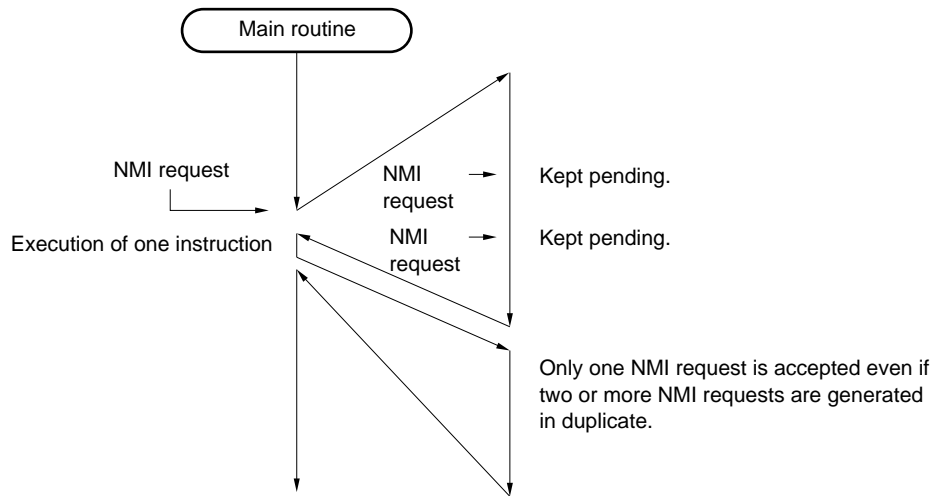 Main routine
NMI request
NMI
request
Kept pending.
Execution of one instruction
NMI
request
Kept pending.
Only one NMI request is accepted even if
two or more NMI requests are generated
in duplicate.